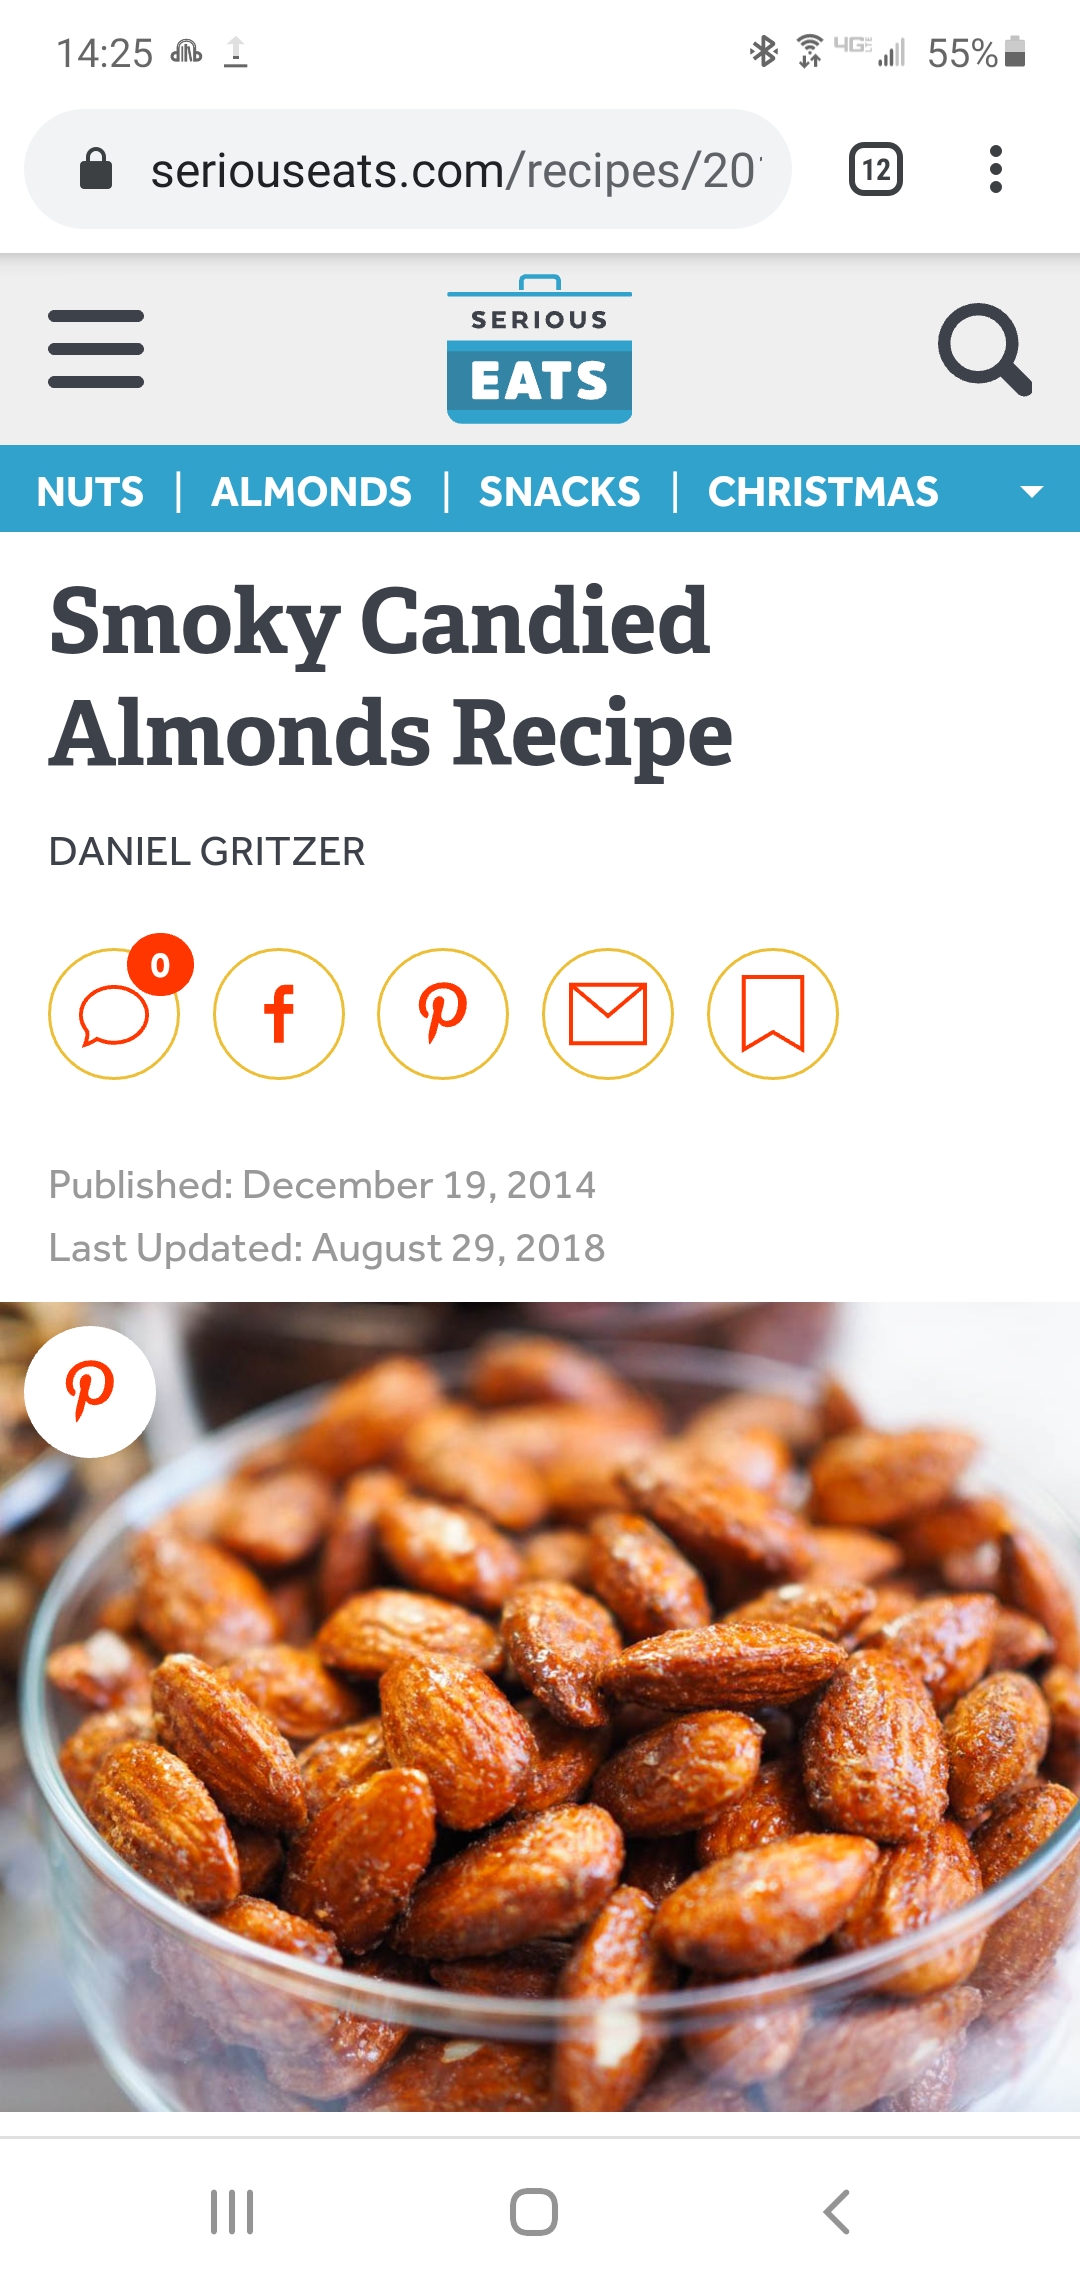 14:25 55%
seriouseats.com/recipes/20
12
SERIOUS
EATS
NUTS | ALMONDS | SNACKS | CHRISTMAS
Smoky Candied
Almonds Recipe
DANIEL GRITZER
0
Published: December 19, 2014
Last Updated: August 29, 2018